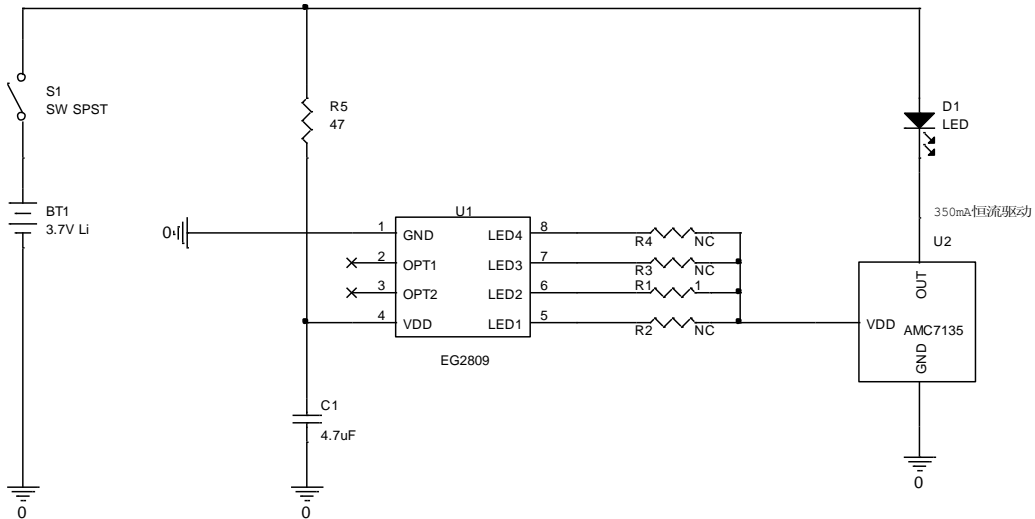 S1
SW SPST
R5
47
D1
LED
BT1
3.7V Li
350mA恒流驱动
U2
U1
0
1
GND
LED4
8
R4
NC
2
OPT1
LED3
7
R3
NC
3
OPT2
LED2
6
R1
1
4
VDD
LED1
5
R2
NC
EG2809
OUT
VDD
AMC7135
GND
C1
4.7uF
0
0
0